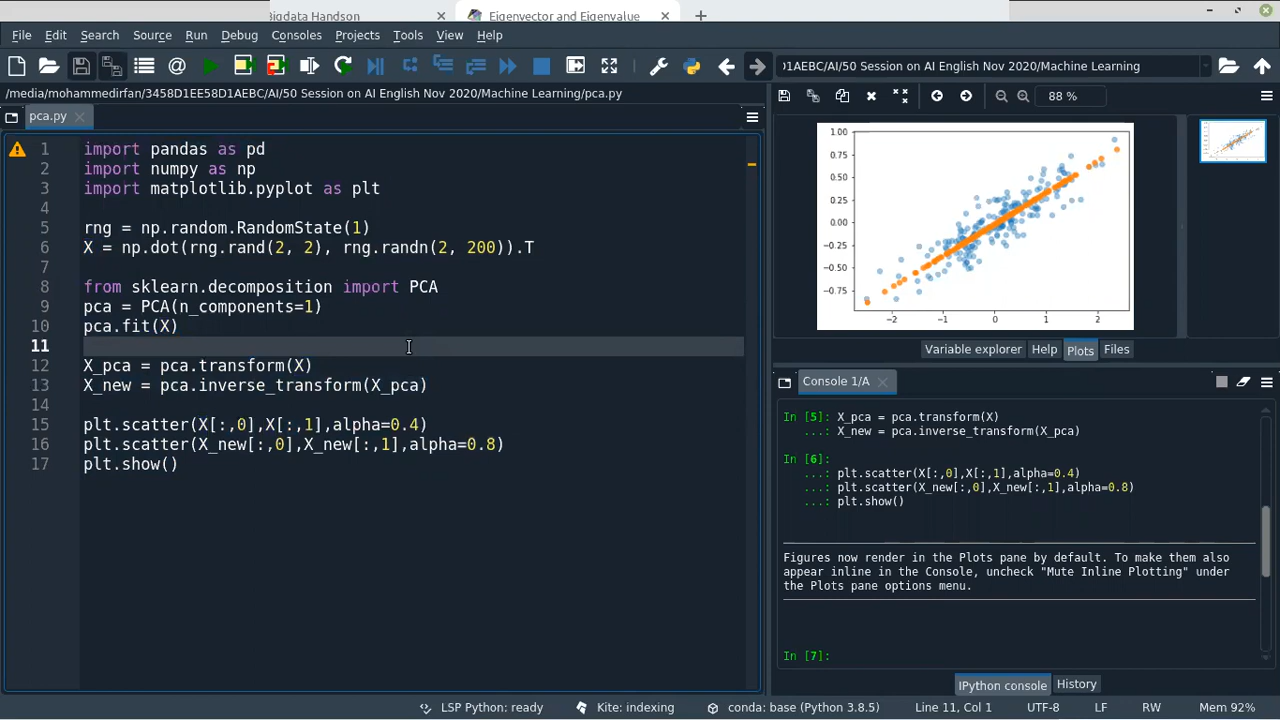 Bigdata Handson
Eigenvector and Eigenvalue
File Edit Search Source Run Debug Consoles Projects Tools View Help
D1AEBC/AI/50 Session on AI English Nov 2020/Machine Learning
/media/mohammedirfan/3458D1EE58D1AEBC/AI/50 Session on AI English Nov 2020/Machine Learning/pca.py
88 %
pca.py
1 import pandas as pd
2 import numpy as np
3 import matplotlib.pyplot as plt
4
5 rng = np.random.RandomState(1)
6 X = np.dot(rng.rand(2, 2), rng.randn(2, 200)).T
7
8 from sklearn.decomposition import PCA
9 pca = PCA(n_components=1)
10 pca.fit(X)
11
12 X_pca = pca.transform(X)
13 X_new = pca.inverse_transform(X_pca)
14
15 plt.scatter(X[:,0],X[:,1],alpha=0.4)
16 plt.scatter(X_new[:,0],X_new[:,1],alpha=0.8)
17 plt.show()
1.00
0.75
0.50
0.25
0.00
−0.25
−0.50
−0.75
−2 −1 0 1 2
Variable explorer Help Plots Files
Console 1/A
In [5]: X_pca = pca.transform(X)
...: X_new = pca.inverse_transform(X_pca)
In [6]:
...: plt.scatter(X[:,0],X[:,1],alpha=0.4)
...: plt.scatter(X_new[:,0],X_new[:,1],alpha=0.8)
...: plt.show()
Figures now render in the Plots pane by default. To make them also
appear inline in the Console, uncheck "Mute Inline Plotting" under
the Plots pane options menu.
In [7]:
IPython console History
LSP Python: ready Kite: indexing conda: base (Python 3.8.5) Line 11, Col 1 UTF-8 LF RW Mem 92%